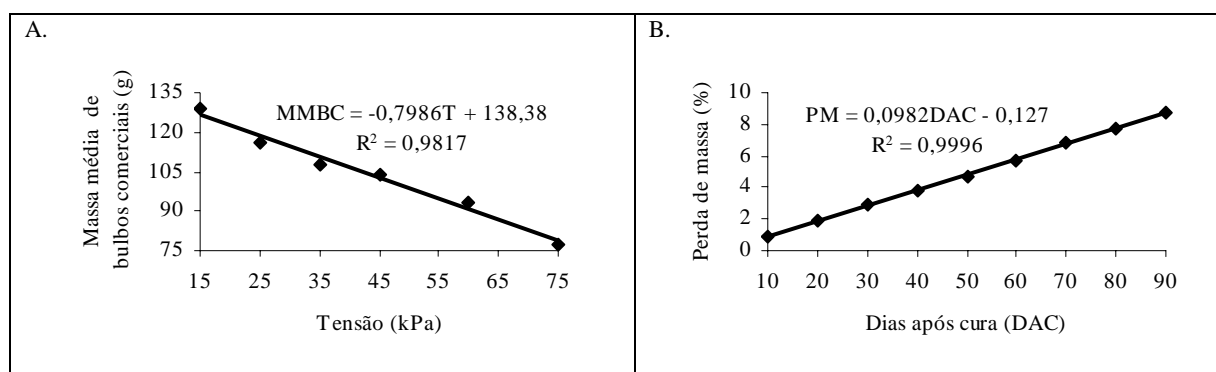 A.
Massa média de
bulbos comerciais (g)
135
120
105
90
75
MMBC = -0,7986T + 138,38
R² = 0,9817
15 25 35 45 55 65 75
Tensão (kPa)
B.
Perda de massa (%)
10
8
6
4
2
0
PM = 0,0982DAC - 0,127
R² = 0,9996
10 20 30 40 50 60 70 80 90
Dias após cura (DAC)